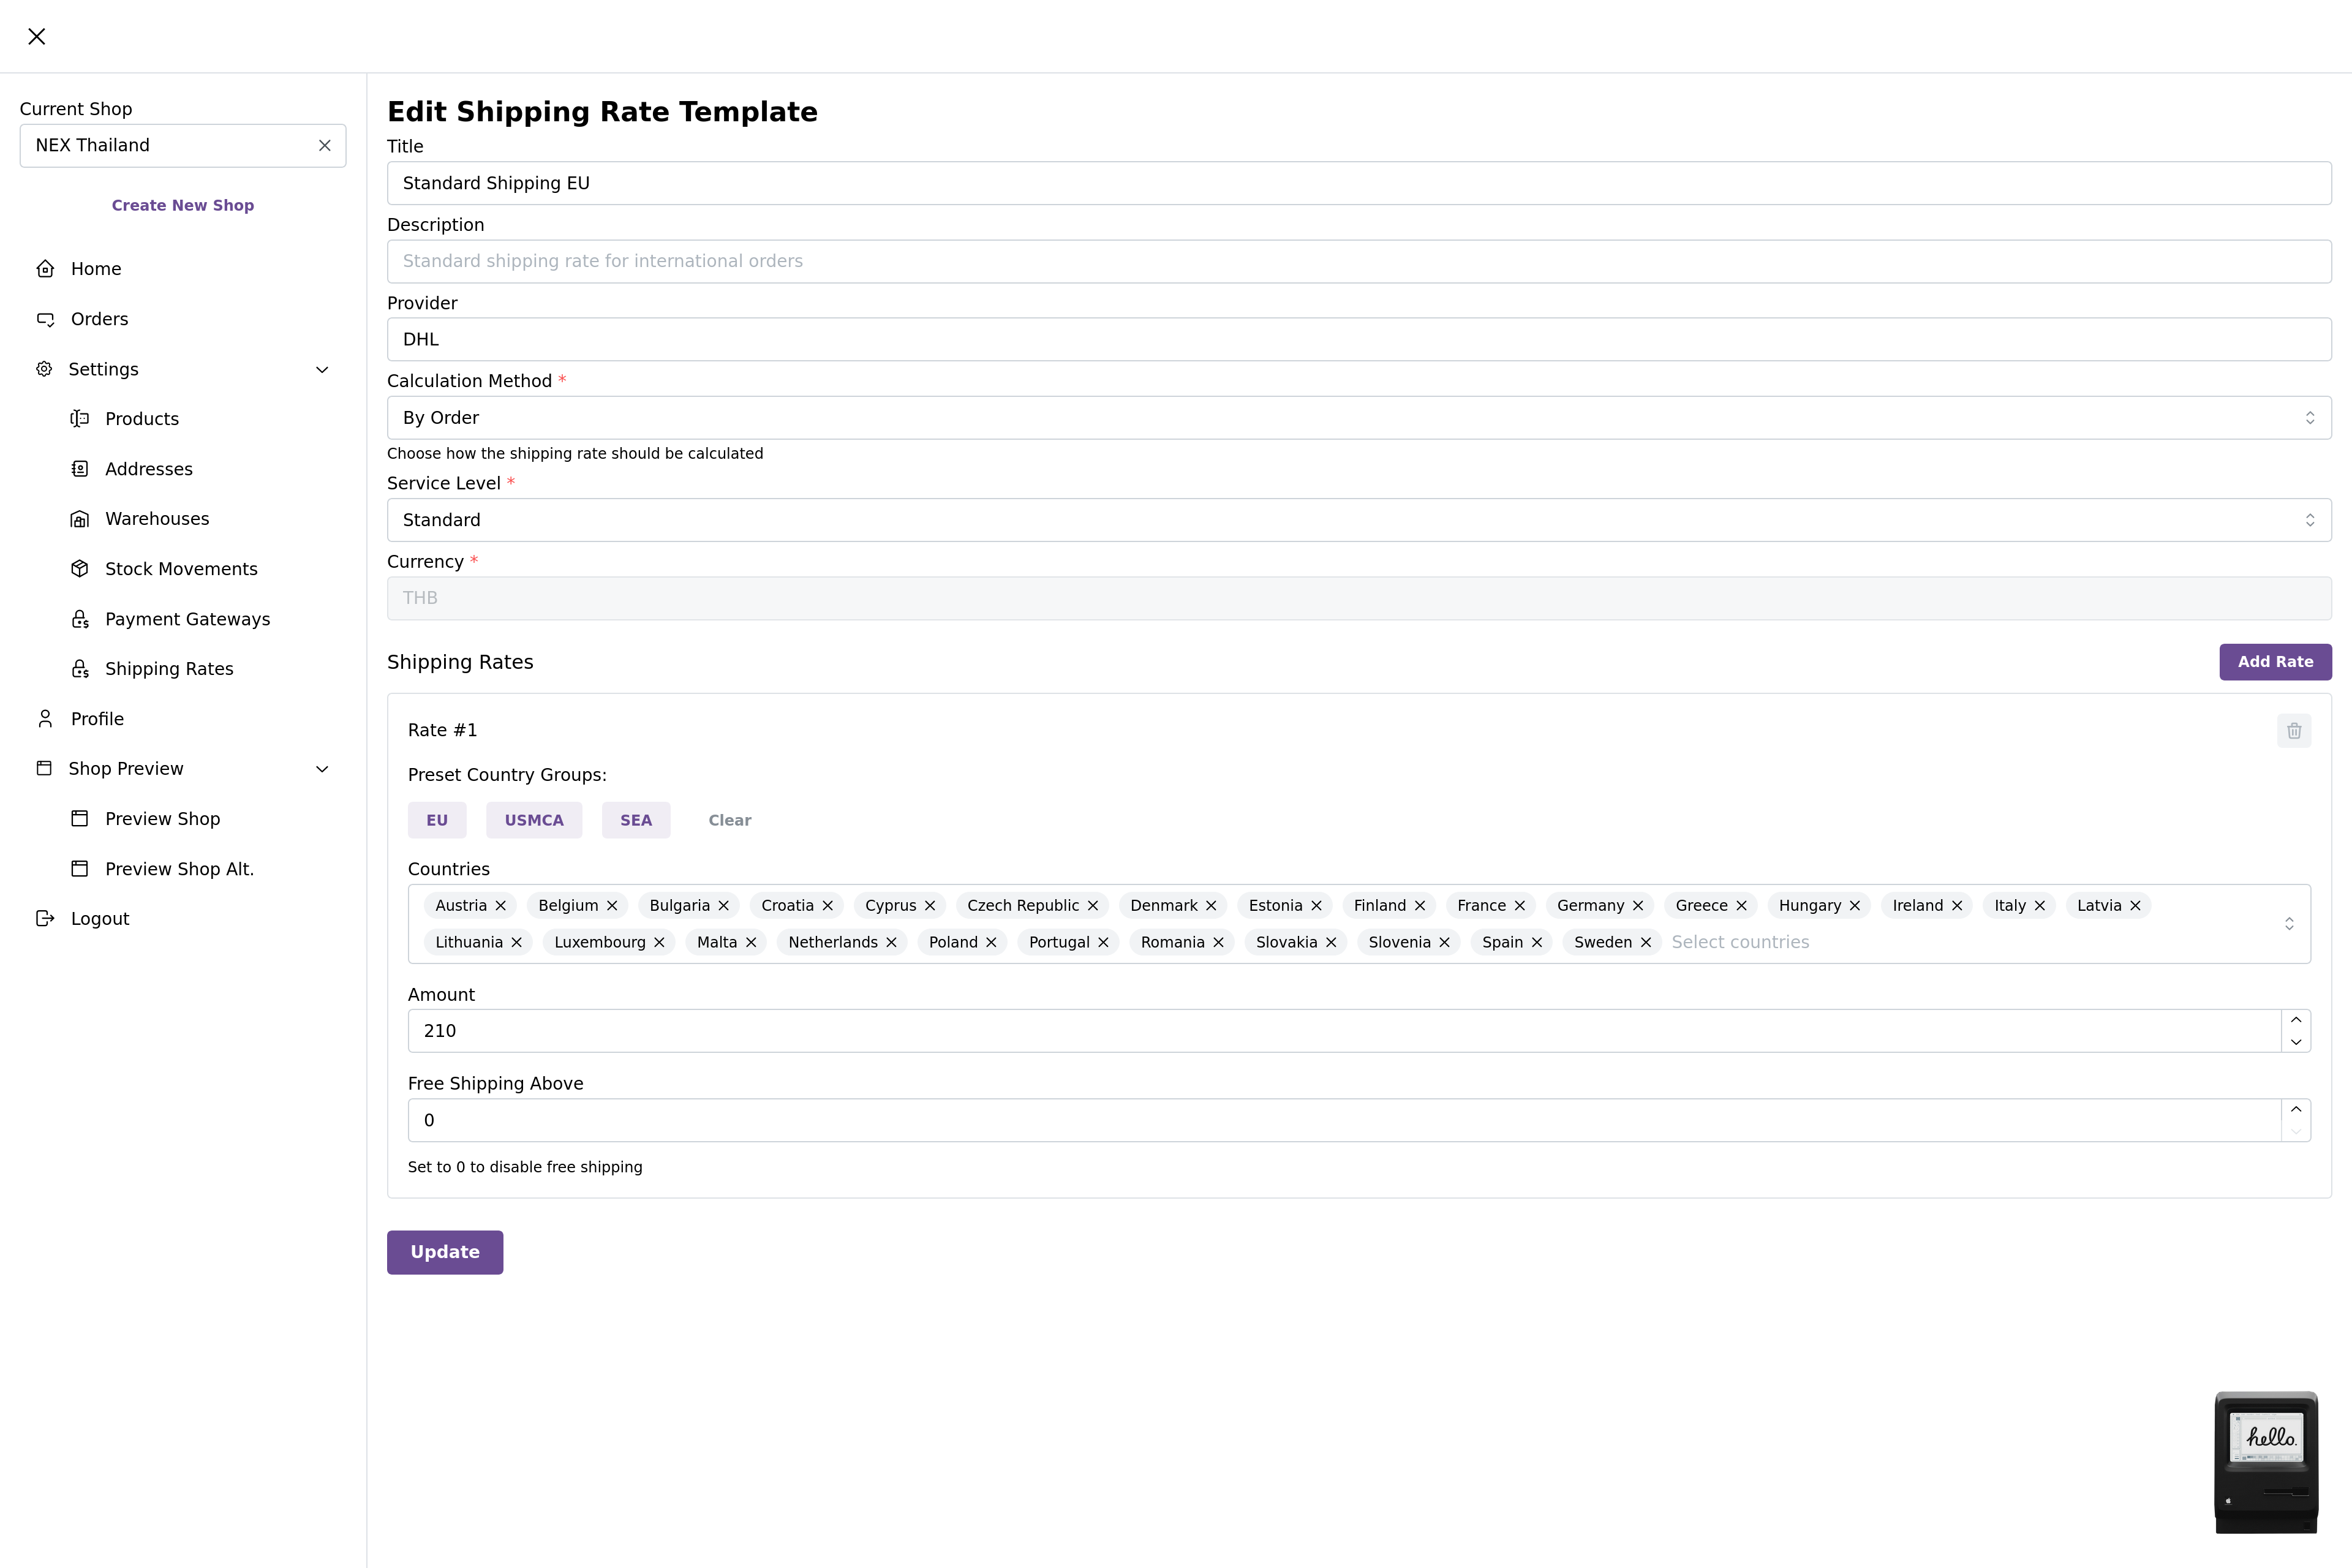 Current Shop
NEX Thailand
Create New Shop
Home
Orders
Settings
Products
Addresses
Warehouses
Stock Movements
Payment Gateways
Shipping Rates
Profile
Shop Preview
Preview Shop
Preview Shop Alt.
Logout
Edit Shipping Rate Template
Title
Standard Shipping EU
Description
Standard shipping rate for international orders
Provider
DHL
Calculation Method *
By Order
Choose how the shipping rate should be calculated
Service Level *
Standard
Currency *
THB
Shipping Rates
Add Rate
Rate #1
Preset Country Groups:
EU USMCA SEA Clear
Countries
Austria Belgium Bulgaria Croatia Cyprus Czech Republic Denmark Estonia Finland France Germany Greece Hungary Ireland Italy Latvia
Lithuania Luxembourg Malta Netherlands Poland Portugal Romania Slovakia Slovenia Spain Sweden Select countries
Amount
210
Free Shipping Above
0
Set to 0 to disable free shipping
Update
hello.